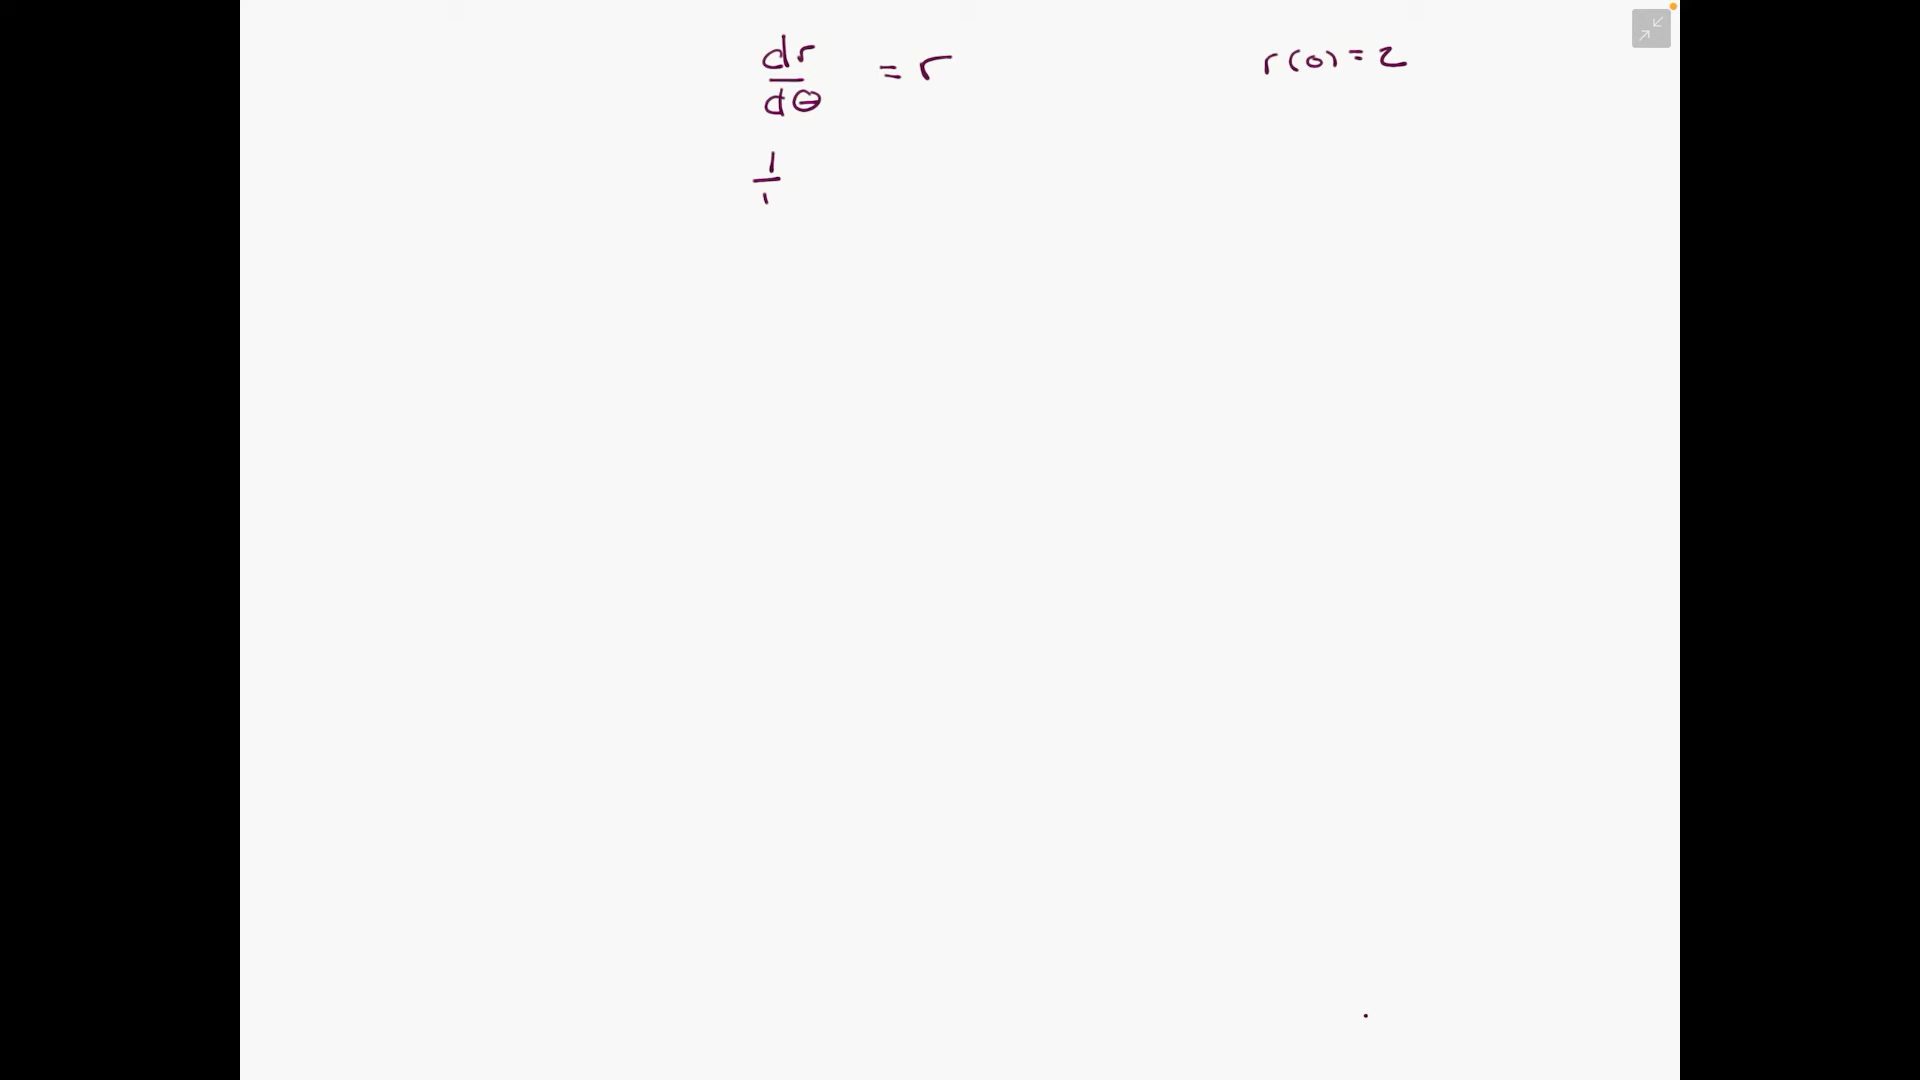 dr/dθ = r r(0) = 2
1/